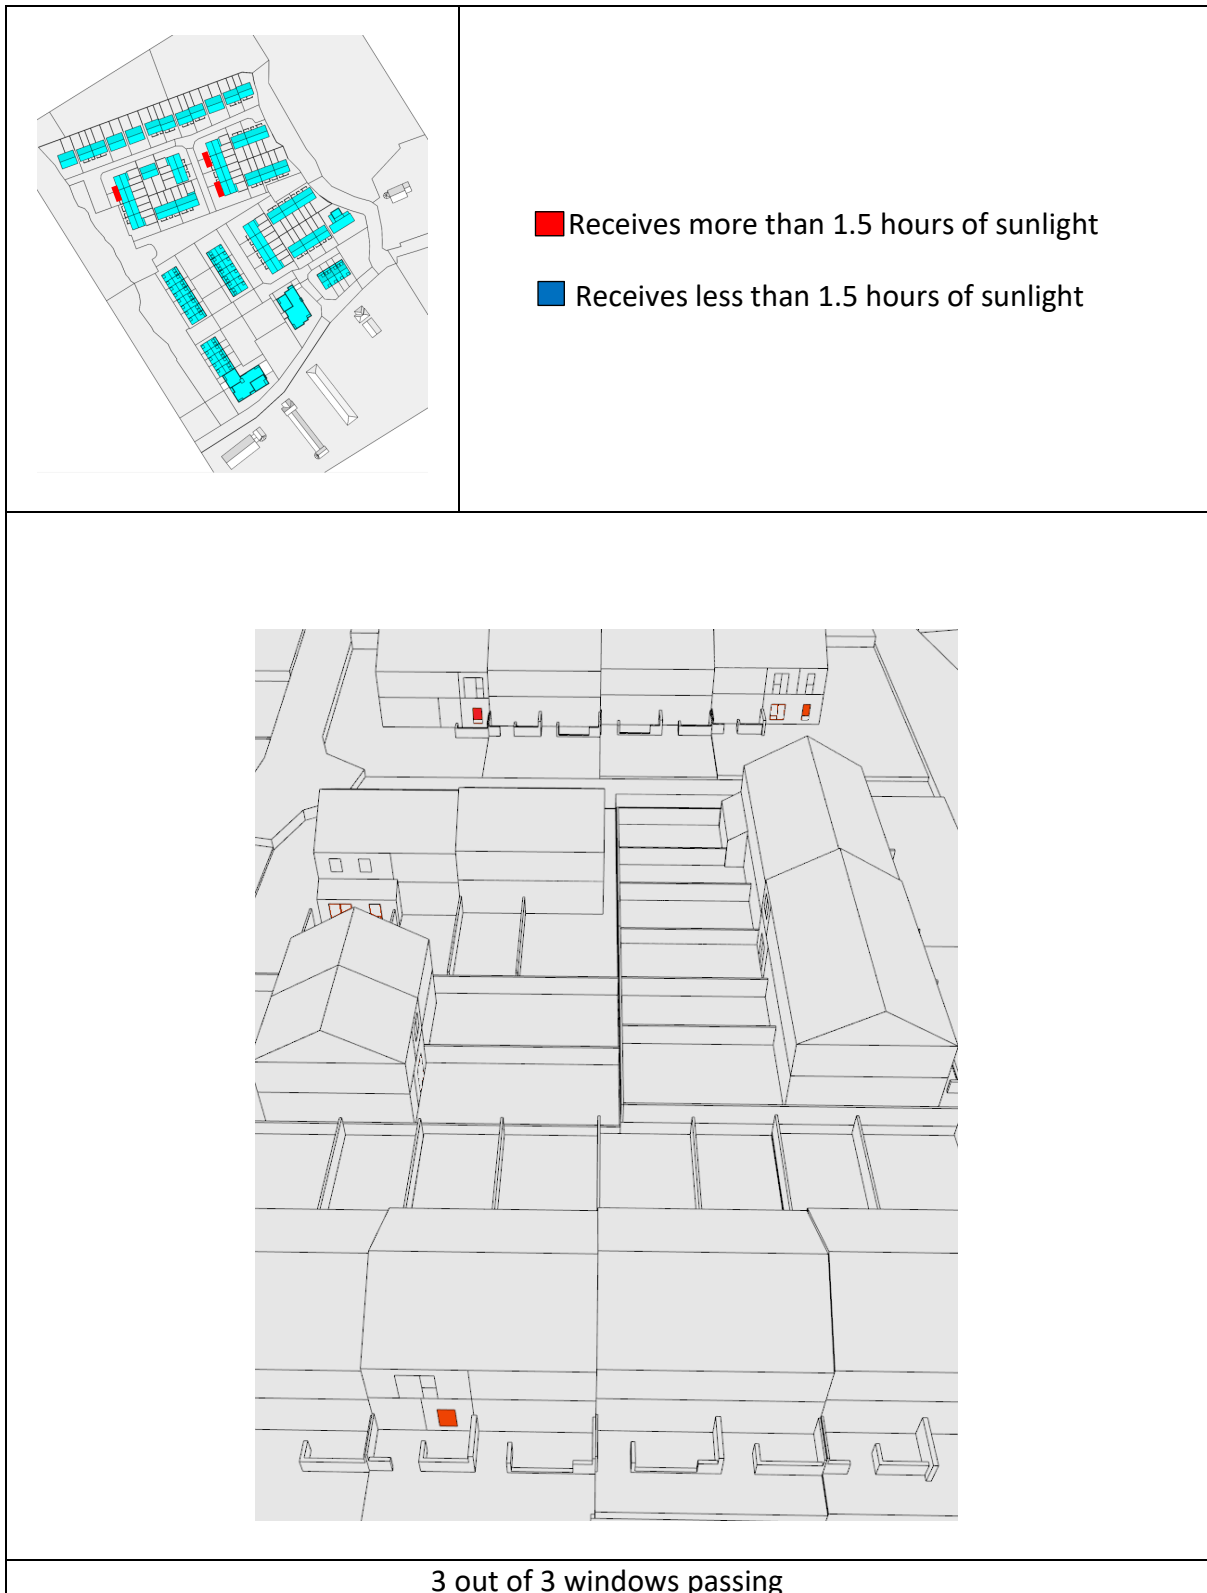 Receives more than 1.5 hours of sunlight
Receives less than 1.5 hours of sunlight
3 out of 3 windows passing